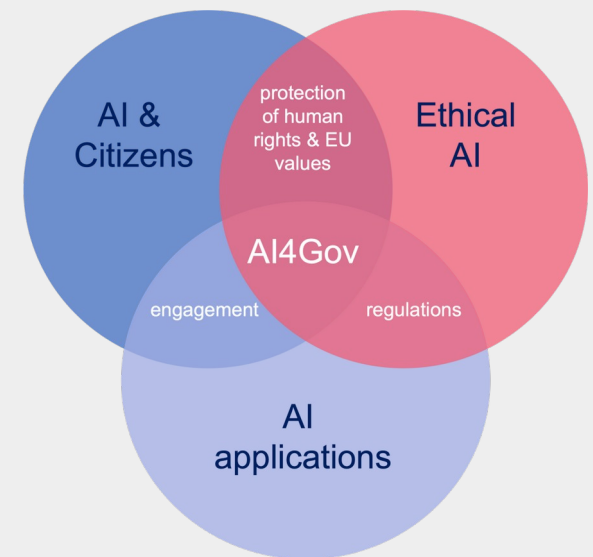 AI &
Citizens
protection
of human
rights & EU
values
Ethical
AI
AI4Gov
engagement
regulations
AI
applications